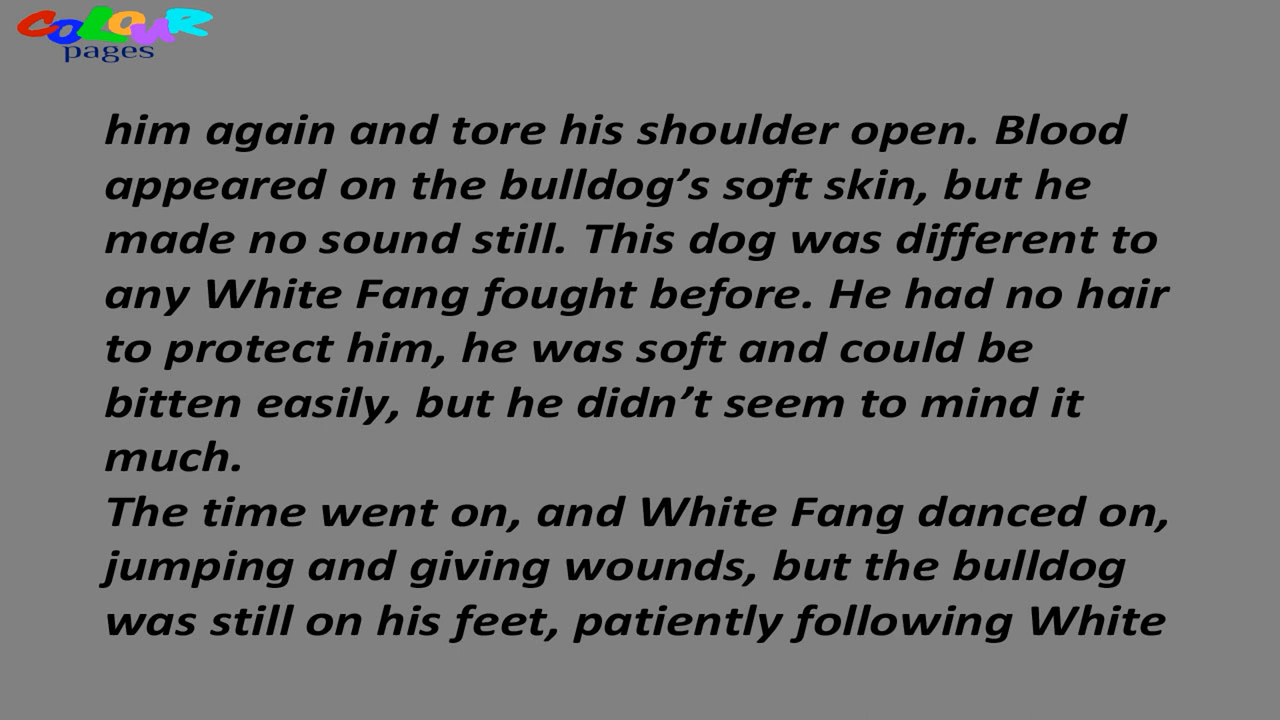 COLOUR
pages
him again and tore his shoulder open. Blood
appeared on the bulldog’s soft skin, but he
made no sound still. This dog was different to
any White Fang fought before. He had no hair
to protect him, he was soft and could be
bitten easily, but he didn’t seem to mind it
much.
The time went on, and White Fang danced on,
jumping and giving wounds, but the bulldog
was still on his feet, patiently following White